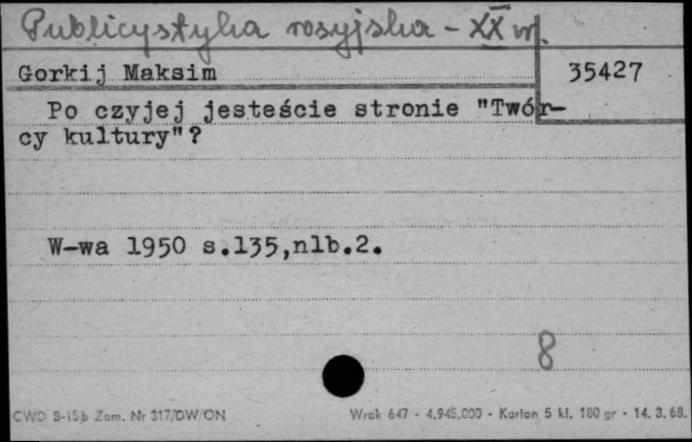 Publicystyka rosyjska - XX w.
Gorkij Maksim
35427
Po czyjej jesteście stronie "Twór-
cy kultury"?
W-wa 1950 s.135,nlb.2.
8
CWD B-15b Zam. Nr 317/DW/ON
Wrak 647 - 4.945.000 - Karton 5 kl. 180 gr - 14. 3. 68.